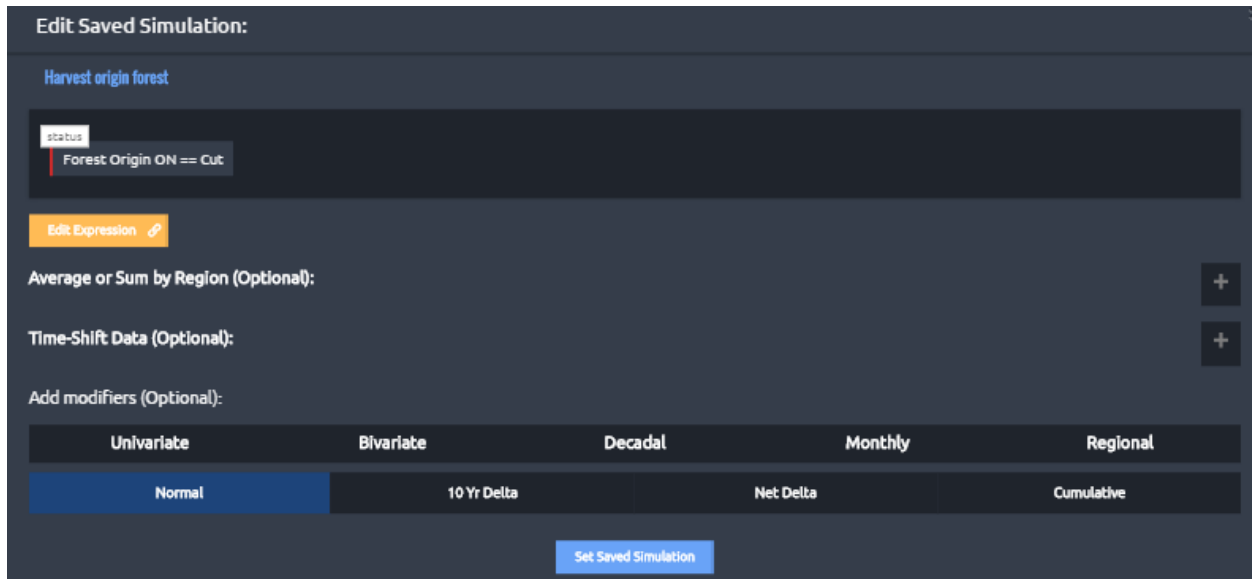 Edit Saved Simulation:
Harvest origin forest
status
Forest Origin ON == Cut
Edit Expression
Average or Sum by Region (Optional):
+
Time-Shift Data (Optional):
+
Add modifiers (Optional):
Univariate Bivariate Decadal Monthly Regional
Normal 10 Yr Delta Net Delta Cumulative
Set Saved Simulation